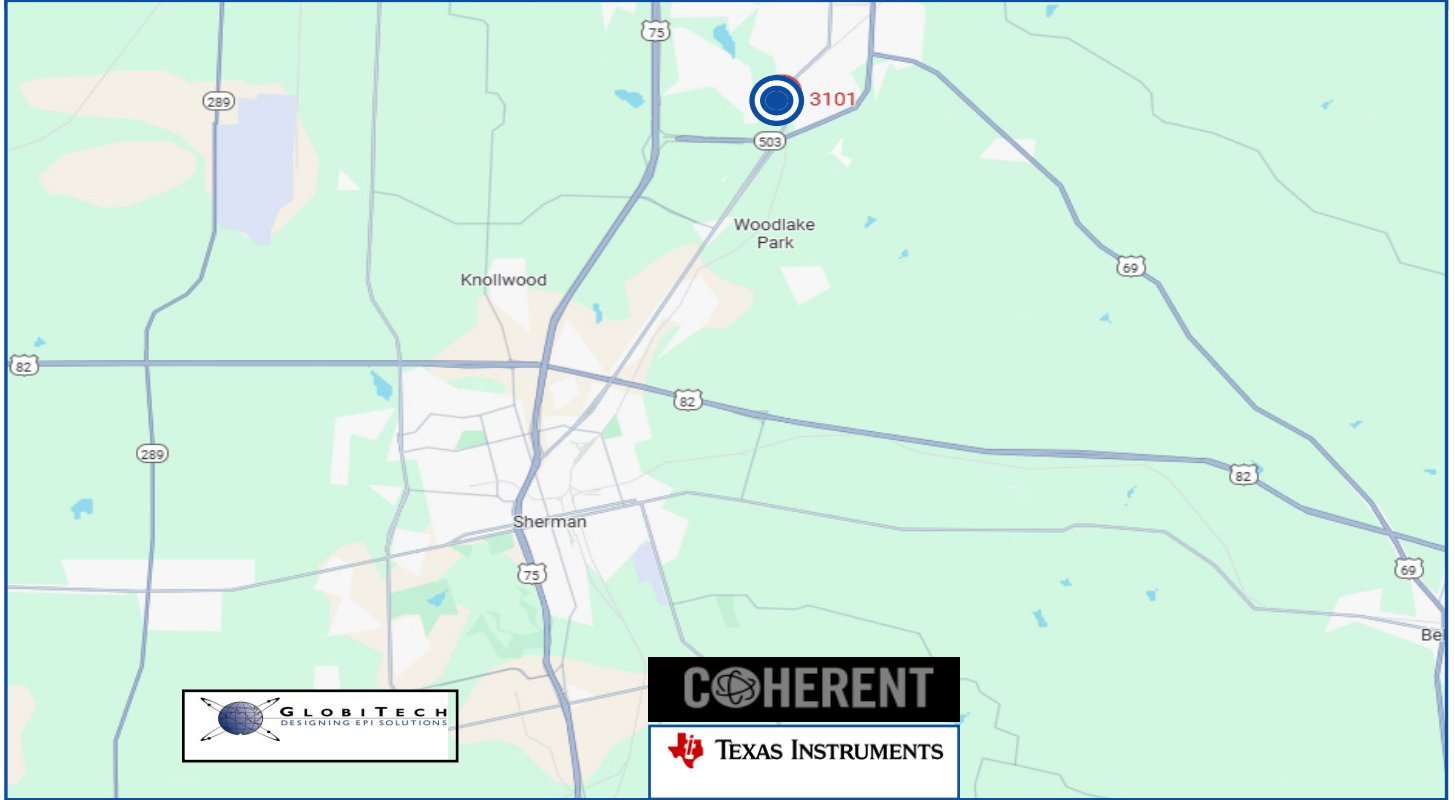 75
289
3101
503
Woodlake
Park
69
Knollwood
82
82
289
82
Sherman
75
69
Be
COHERENT
GLOBITECH
DESIGNING EPI SOLUTIONS
TEXAS INSTRUMENTS